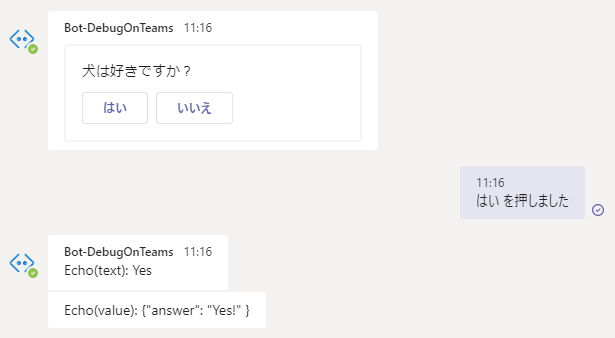 Bot-DebugOnTeams 11:16
犬は好きですか？
はい いいえ
11:16
はい を押しました
Bot-DebugOnTeams 11:16
Echo(text): Yes
Echo(value): {"answer": "Yes!" }